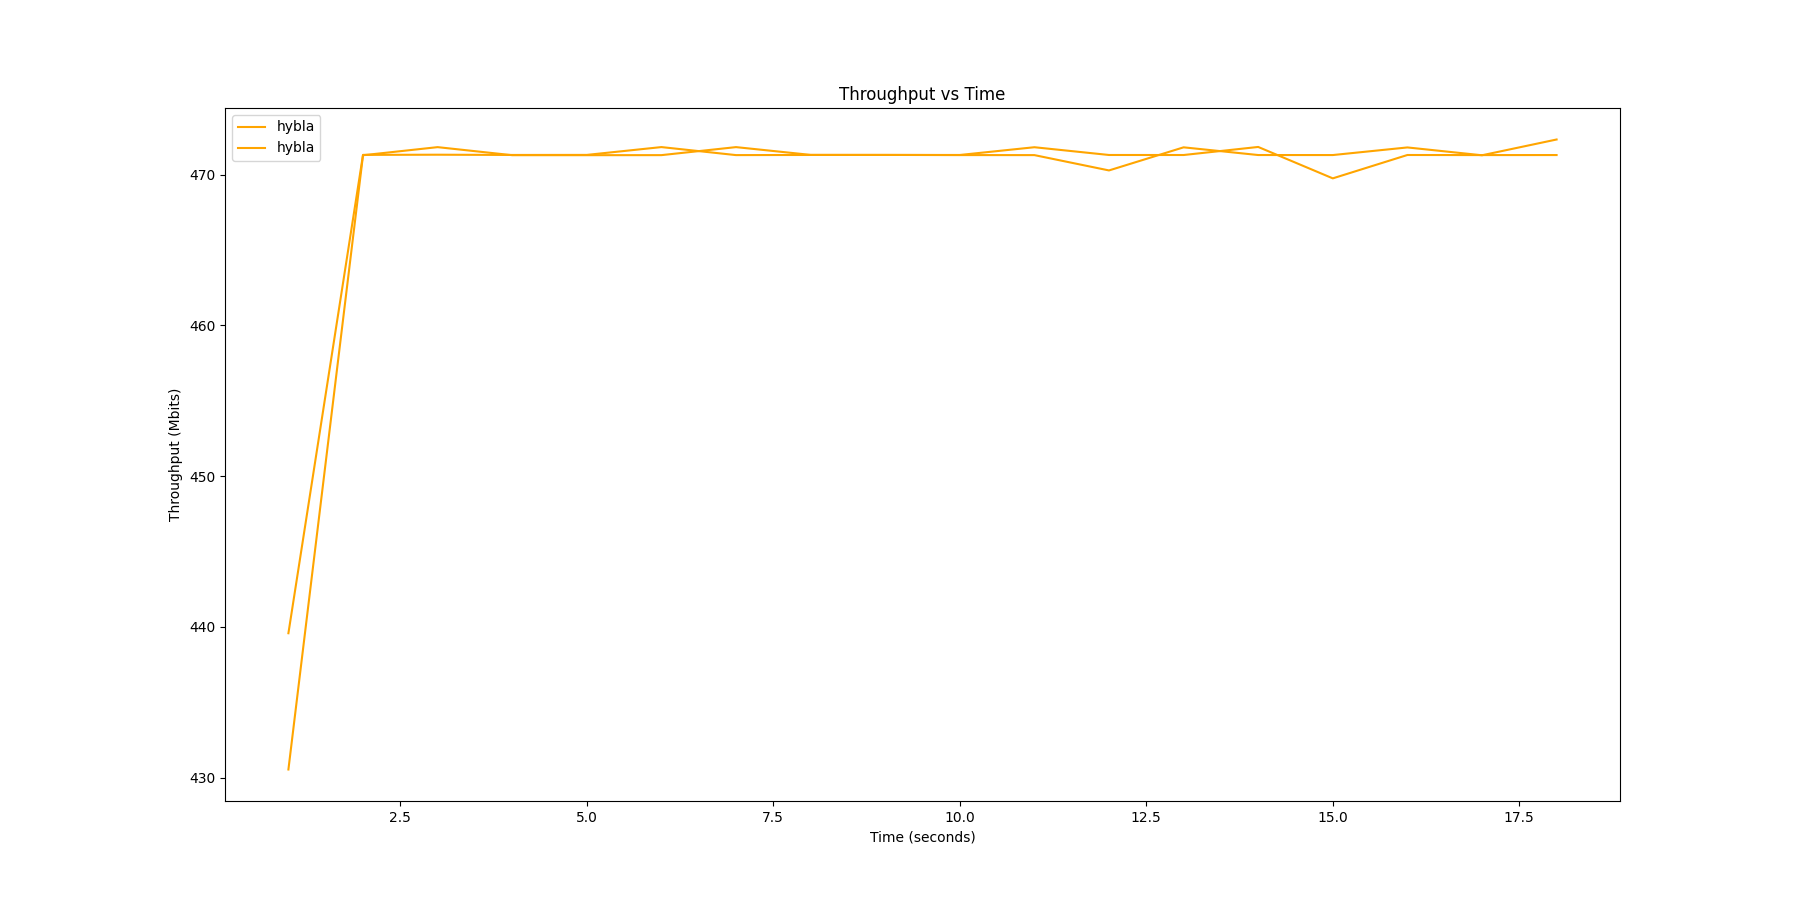 Throughput vs Time
hybla
hybla
Throughput (Mbits)
470
460
450
440
430
2.5 5.0 7.5 10.0 12.5 15.0 17.5
Time (seconds)